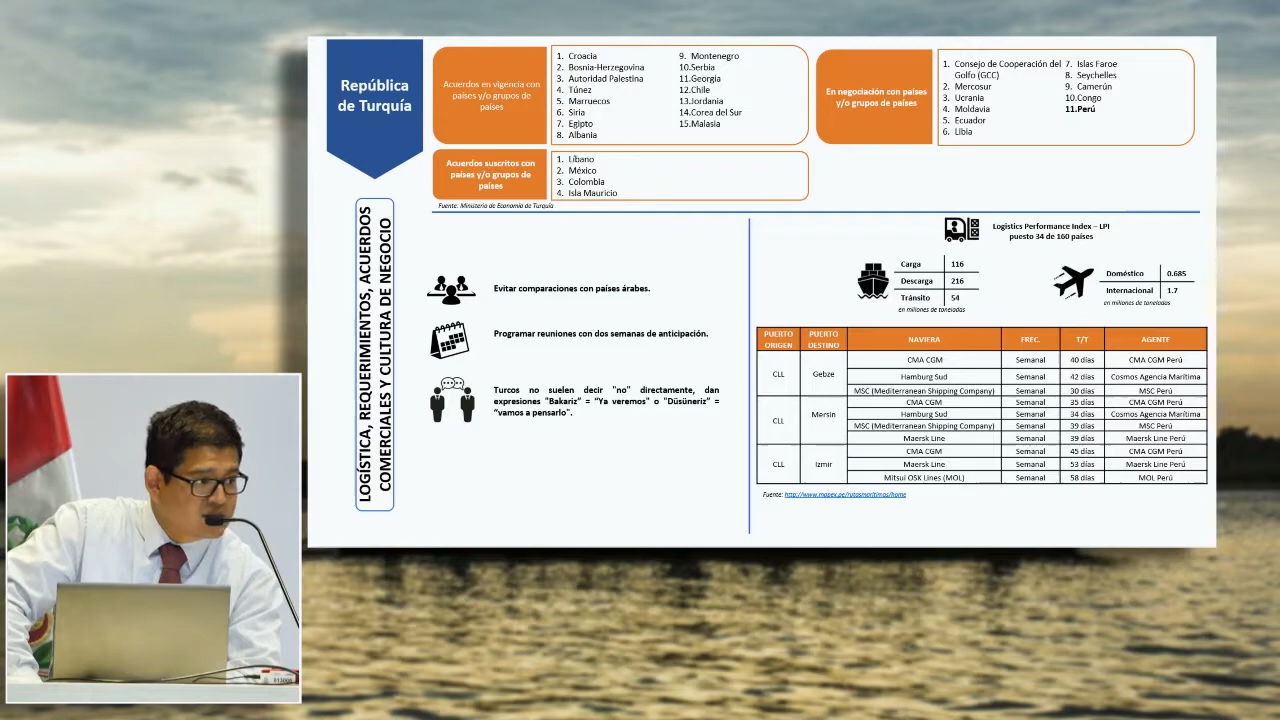 República
de Turquía
Acuerdos en vigencia con
países y/o grupos de
países
1. Croacia
2. Bosnia-Herzegovina
3. Autoridad Palestina
4. Túnez
5. Marruecos
6. Siria
7. Egipto
8. Albania
9. Montenegro
10.Serbia
11.Georgia
12.Chile
13.Jordania
14.Corea del Sur
15.Malasia
En negociación con países
y/o grupos de países
1. Consejo de Cooperación del
Golfo (GCC)
2. Mercosur
3. Ucrania
4. Moldavia
5. Ecuador
6. Libia
7. Islas Faroe
8. Seychelles
9. Camerún
10.Congo
11.Perú
Acuerdos suscritos con
países y/o grupos de
países
1. Líbano
2. México
3. Colombia
4. Isla Mauricio
Fuente: Ministerio de Economía de Turquía
LOGÍSTICA, REQUERIMIENTOS, ACUERDOS
COMERCIALES Y CULTURA DE NEGOCIO
Evitar comparaciones con países árabes.
Programar reuniones con dos semanas de anticipación.
Turcos no suelen decir "no" directamente, dan
expresiones "Bakariz" = “Ya veremos" o "Düsüneriz" =
“vamos a pensarlo".
Logistics Performance Index – LPI
puesto 34 de 160 países
Carga 116
Descarga 216
Tránsito 54
en millones de toneladas
Doméstico 0.685
Internacional 1.7
en millones de toneladas
PUERTO ORIGEN PUERTO DESTINO NAVIERA FREC. T/T AGENTE
CLL Gebze CMA CGM Semanal 40 días CMA CGM Perú
Hamburg Sud Semanal 42 días Cosmos Agencia Marítima
MSC (Mediterranean Shipping Company) Semanal 30 días MSC Perú
CLL Mersin CMA CGM Semanal 35 días CMA CGM Perú
Hamburg Sud Semanal 34 días Cosmos Agencia Marítima
MSC (Mediterranean Shipping Company) Semanal 39 días MSC Perú
Maersk Line Semanal 39 días Maersk Line Perú
CLL Izmir CMA CGM Semanal 45 días CMA CGM Perú
Maersk Line Semanal 53 días Maersk Line Perú
Mitsui OSK Lines (MOL) Semanal 58 días MOL Perú
Fuente: http://www.mapex.pe/rutasmaritimas/home